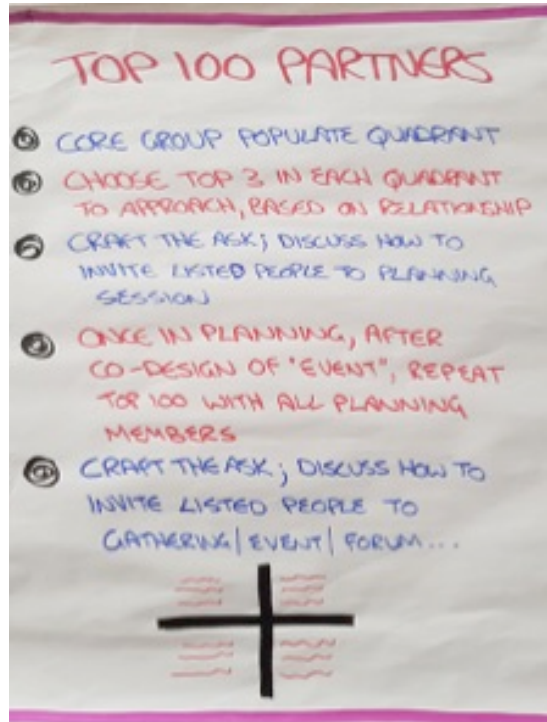 TOP 100 PARTNERS
CORE GROUP POPULATE QUADRANT
CHOOSE TOP 3 IN EACH QUADRANT
TO APPROACH, BASED ON RELATIONSHIP
CRAFT THE ASK; DISCUSS HOW TO
INVITE LISTED PEOPLE TO PLANNING
SESSION
ONCE IN PLANNING, AFTER
CO-DESIGN OF "EVENT", REPEAT
TOP 100 WITH ALL PLANNING
MEMBERS
CRAFT THE ASK; DISCUSS HOW TO
INVITE LISTED PEOPLE TO
GATHERING/EVENT/FORUM...